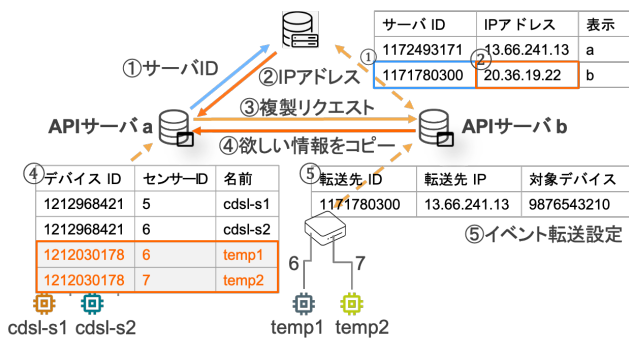 サーバ ID IPアドレス 表示
1172493171 13.66.241.13 a
① 1171780300 ② 20.36.19.22 b
①サーバID
②IPアドレス
③複製リクエスト
APIサーバ a
APIサーバ b
④欲しい情報をコピー
④ デバイス ID センサーID 名前
1212968421 5 cdsl-s1
1212968421 6 cdsl-s2
1212030178 6 temp1
1212030178 7 temp2
⑤ 転送先 ID 転送先 IP 対象デバイス
1171780300 13.66.241.13 9876543210
⑤イベント転送設定
6 7
cdsl-s1 cdsl-s2 temp1 temp2